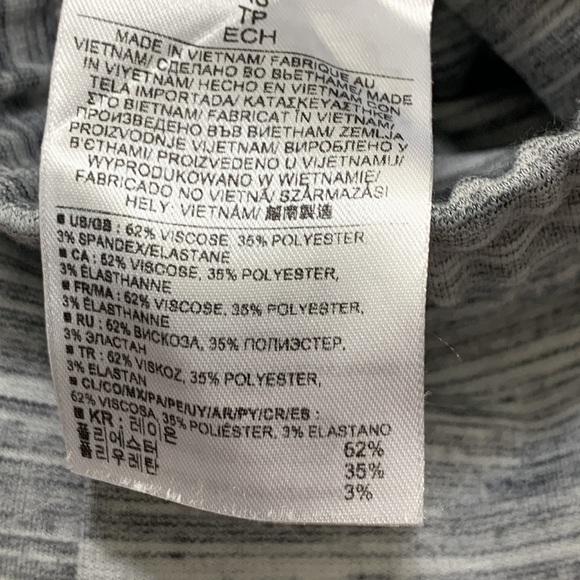 TP
ECH
MADE IN VIETNAM/ FABRIQUE AU
VIETNAM/ СДЕЛАНО ВО ВЬЕТНАМЕ/ MADE
IN VIYETNAM/ HECHO EN VIETNAM CON
TELA IMPORTADA/ ΚΑΤΑΣΚΕΥΑΣΤΗΚΕ
ΣΤΟ ΒΙΕΤΝΑΜ/ FABRICAT ÎN VIETNAM/
ПРОИЗВЕДЕНО ВЪВ ВИЕТНАМ/ ZEMLJA
PROIZVODNJE VIJETNAM/ ВИРОБЛЕНО У
В'ЄТНАМІ/ PROIZVEDENO U VIJETNAMU/
WYPRODUKOWANO W WIETNAMIE/
FABRICADO NO VIETNÃ/ SZÁRMAZÁSI
HELY: VIETNÁM/ 越南製造
■ US/GB : 62% VISCOSE, 35% POLYESTER,
3% SPANDEX/ELASTANE
■ CA : 62% VISCOSE, 35% POLYESTER,
3% ÉLASTHANNE
■ FR/MA : 62% VISCOSE, 35% POLYESTER,
3% ÉLASTHANNE
■ RU : 62% ВИСКОЗА, 35% ПОЛИЭСТЕР,
3% ЭЛАСТАН
■ TR : 62% VISKOZ, 35% POLYESTER,
3% ELASTAN
■ CL/CO/MX/PA/PE/UY/AR/PY/CR/ES :
62% VISCOSA, 35% POLIÉSTER, 3% ELASTANO
■ KR : 레이온 62%
폴리에스터 35%
폴리우레탄 3%